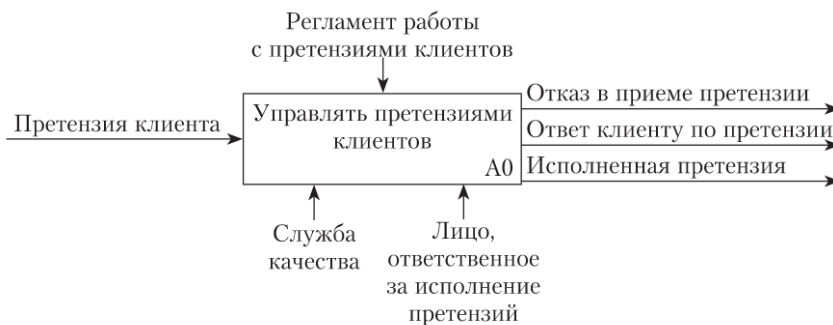 Регламент работы
с претензиями клиентов
Претензия клиента
Управлять претензиями
клиентов
А0
Отказ в приеме претензии
Ответ клиенту по претензии
Исполненная претензия
Служба
качества
Лицо,
ответственное
за исполнение
претензий